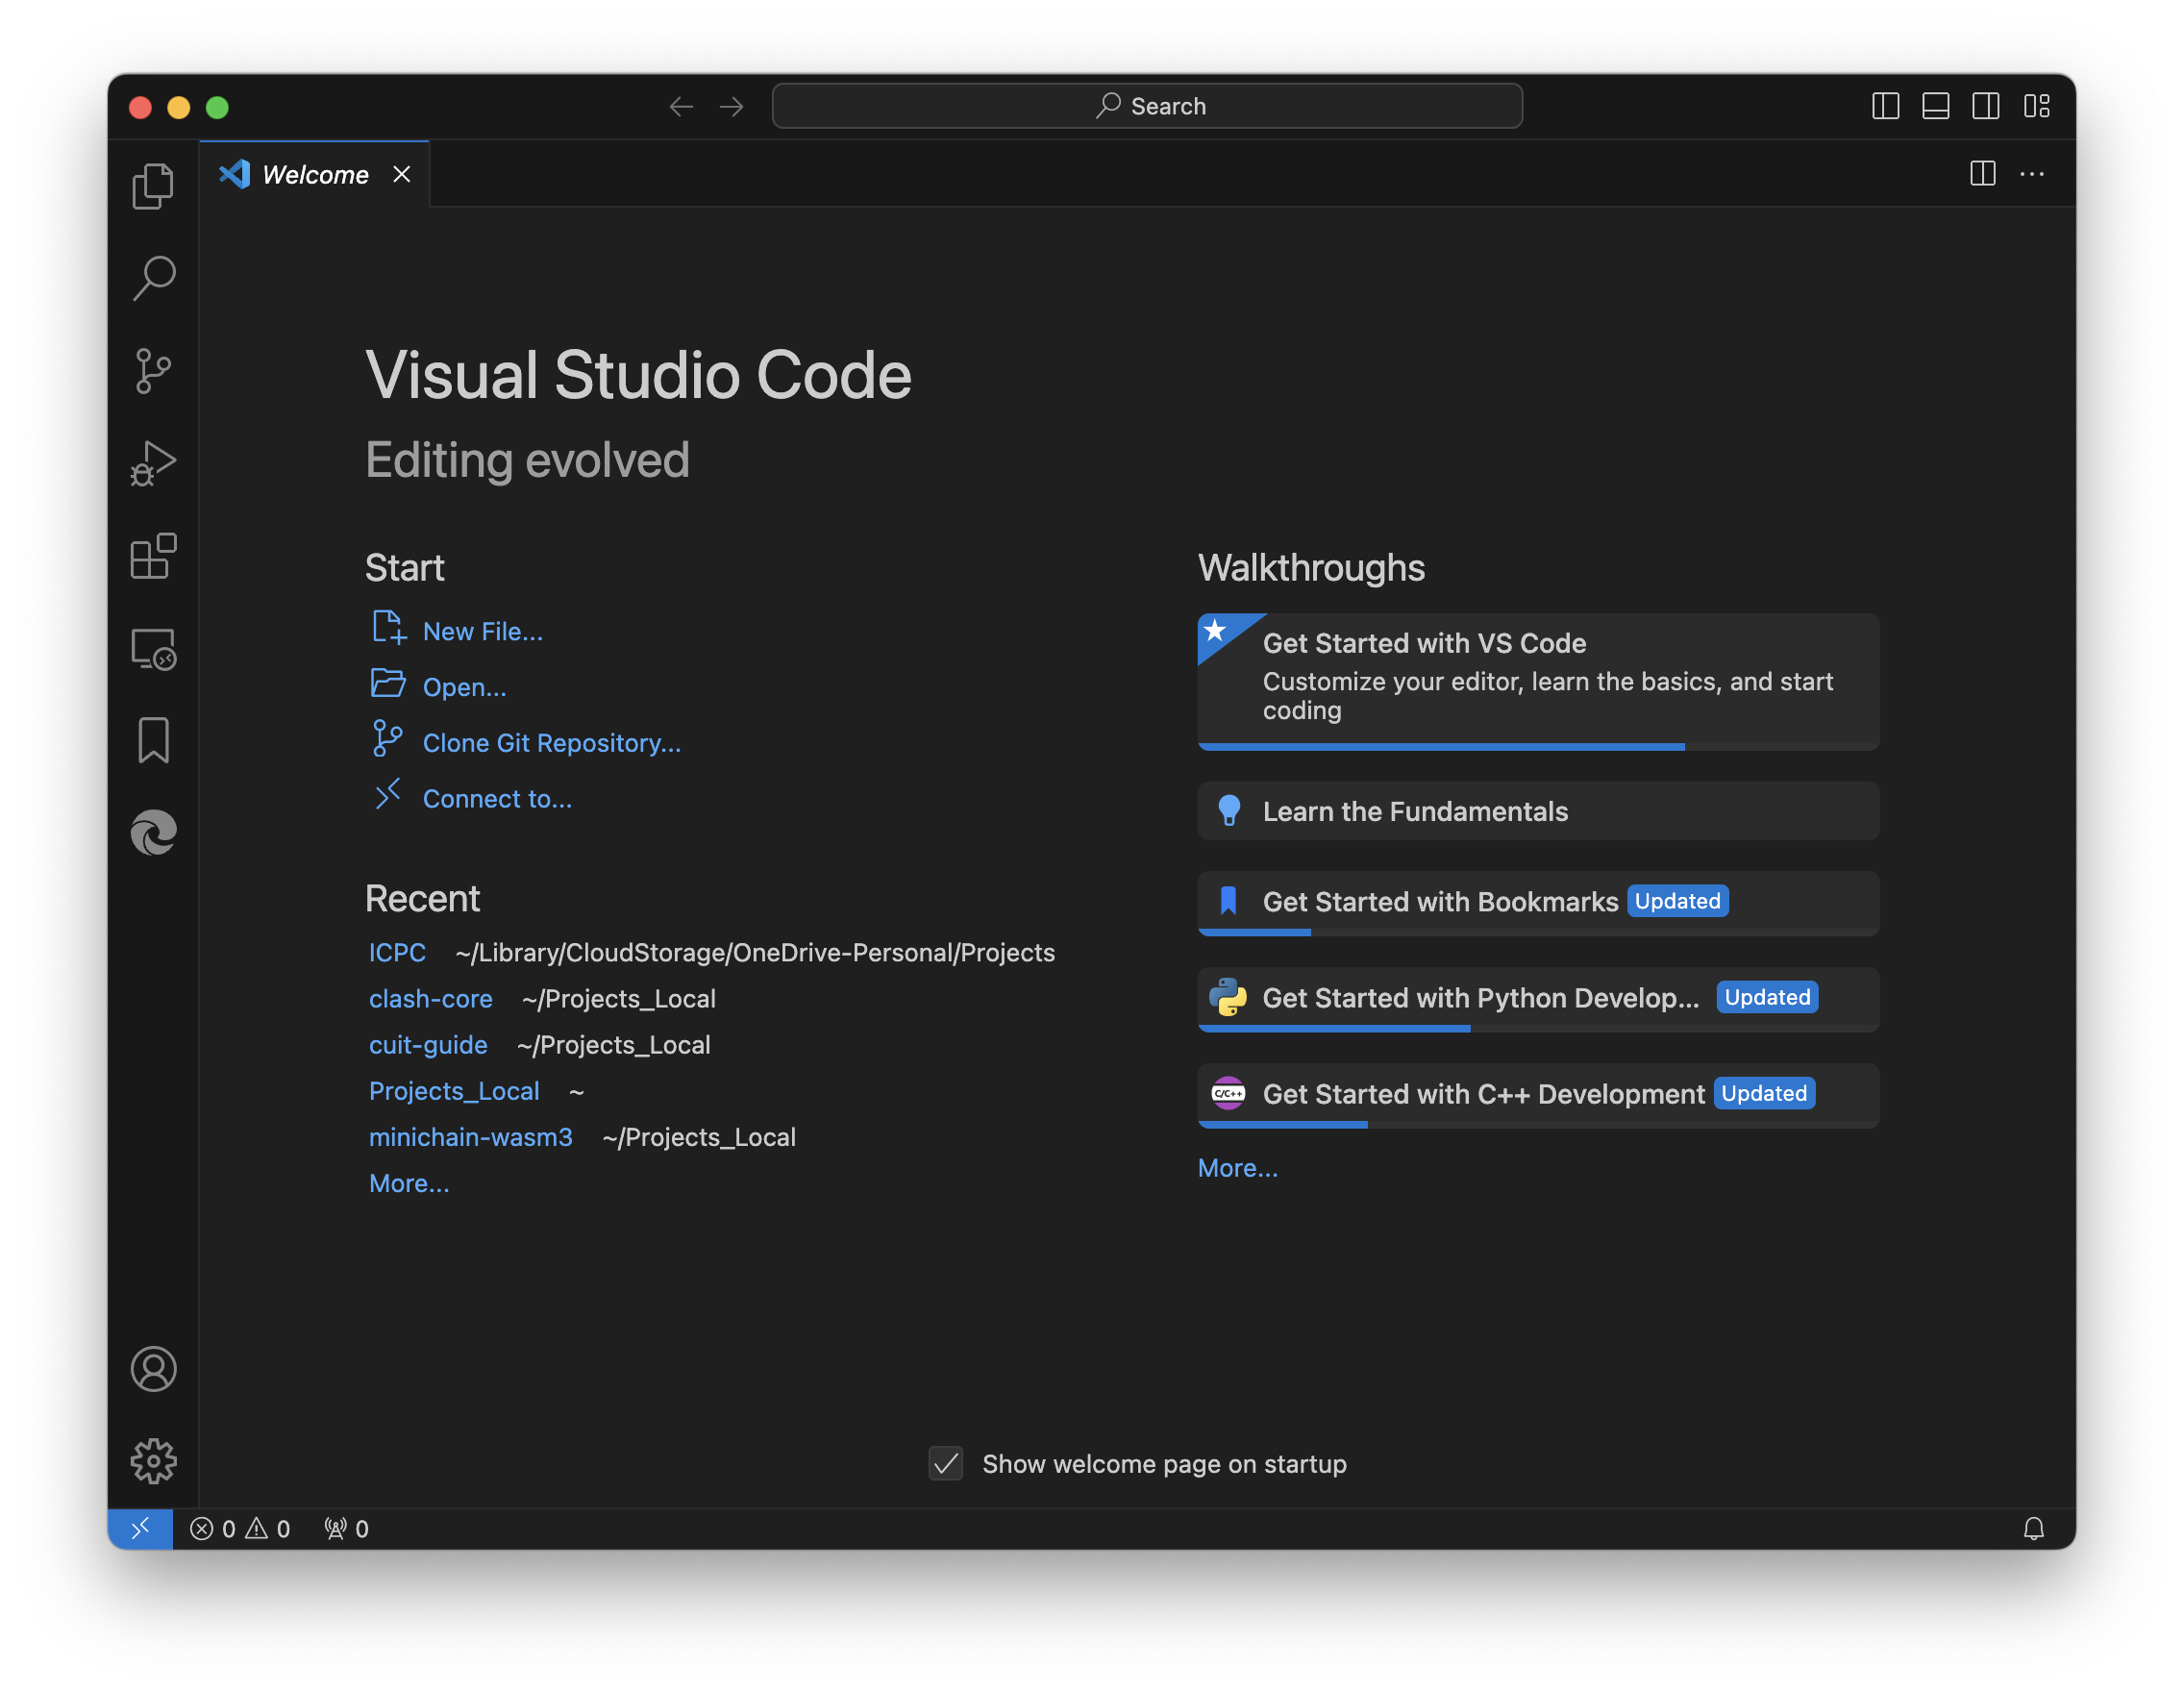 Search
Welcome
Visual Studio Code
Editing evolved
Start
New File...
Open...
Clone Git Repository...
Connect to...
Recent
ICPC ~/Library/CloudStorage/OneDrive-Personal/Projects
clash-core ~/Projects_Local
cuit-guide ~/Projects_Local
Projects_Local ~
minichain-wasm3 ~/Projects_Local
More...
Walkthroughs
Get Started with VS Code
Customize your editor, learn the basics, and start
coding
Learn the Fundamentals
Get Started with Bookmarks Updated
Get Started with Python Develop... Updated
C/C++ Get Started with C++ Development Updated
More...
Show welcome page on startup
0 0 0